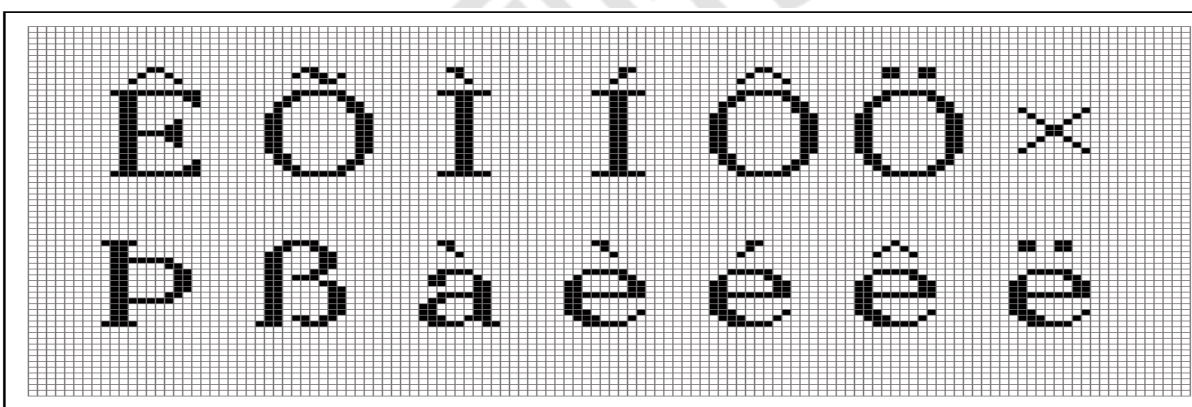 Ê Õ Ì Í Ô Ö ×
Þ ß à è é ê ë